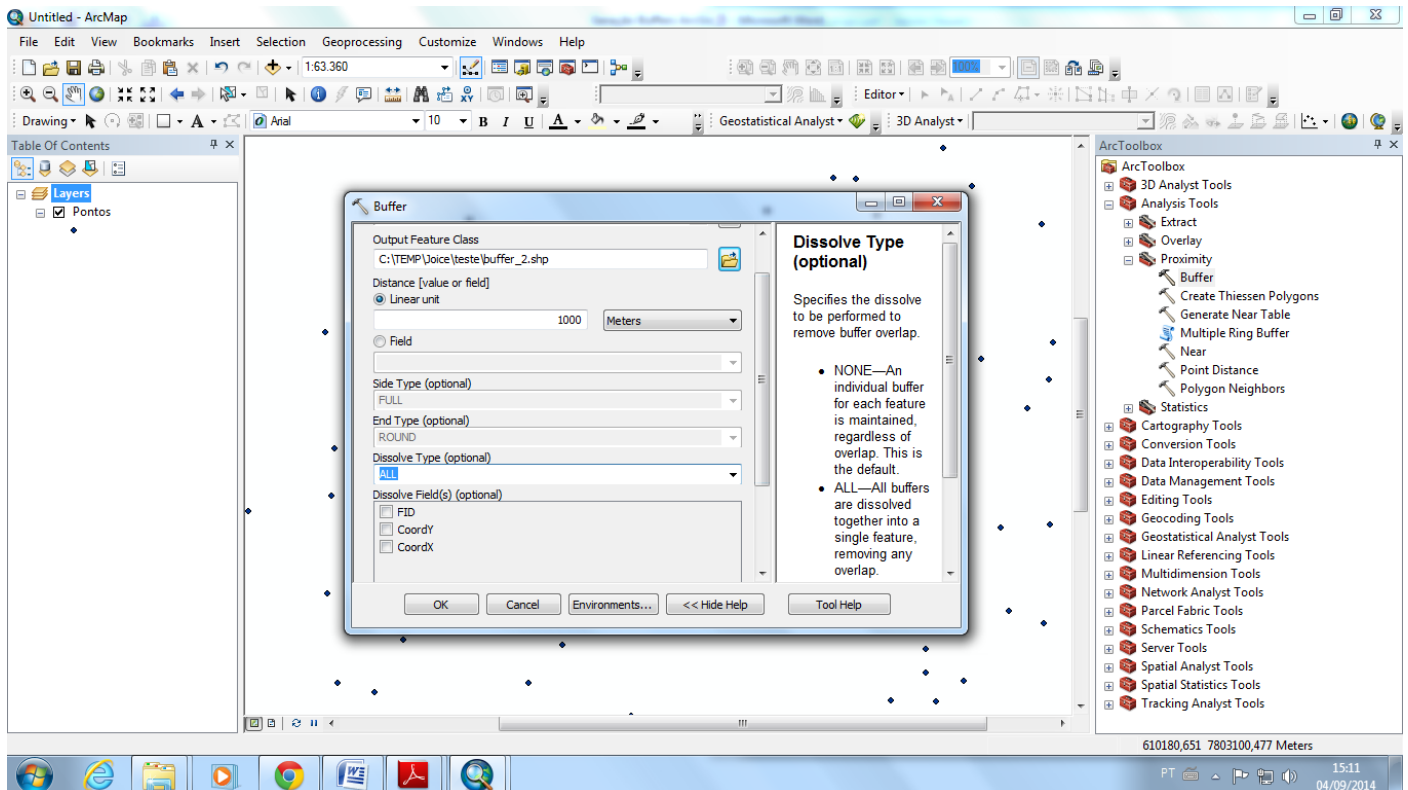 Untitled - ArcMap
File Edit View Bookmarks Insert Selection Geoprocessing Customize Windows Help
1:63.360
100%
Editor
Drawing A Arial 10 B I U A Geostatistical Analyst 3D Analyst
Table Of Contents
Layers
Pontos
Buffer
Output Feature Class
C:\TEMP\Joice\teste\buffer_2.shp
Distance [value or field]
Linear unit
1000 Meters
Field
Side Type (optional)
FULL
End Type (optional)
ROUND
Dissolve Type (optional)
ALL
Dissolve Field(s) (optional)
FID
CoordY
CoordX
OK Cancel Environments... << Hide Help Tool Help
Dissolve Type
(optional)
Specifies the dissolve
to be performed to
remove buffer overlap.
• NONE—An
individual buffer
for each feature
is maintained,
regardless of
overlap. This is
the default.
• ALL—All buffers
are dissolved
together into a
single feature,
removing any
overlap.
ArcToolbox
ArcToolbox
3D Analyst Tools
Analysis Tools
Extract
Overlay
Proximity
Buffer
Create Thiessen Polygons
Generate Near Table
Multiple Ring Buffer
Near
Point Distance
Polygon Neighbors
Statistics
Cartography Tools
Conversion Tools
Data Interoperability Tools
Data Management Tools
Editing Tools
Geocoding Tools
Geostatistical Analyst Tools
Linear Referencing Tools
Multidimension Tools
Network Analyst Tools
Parcel Fabric Tools
Schematics Tools
Server Tools
Spatial Analyst Tools
Spatial Statistics Tools
Tracking Analyst Tools
610180,651 7803100,477 Meters
PT
15:11
04/09/2014